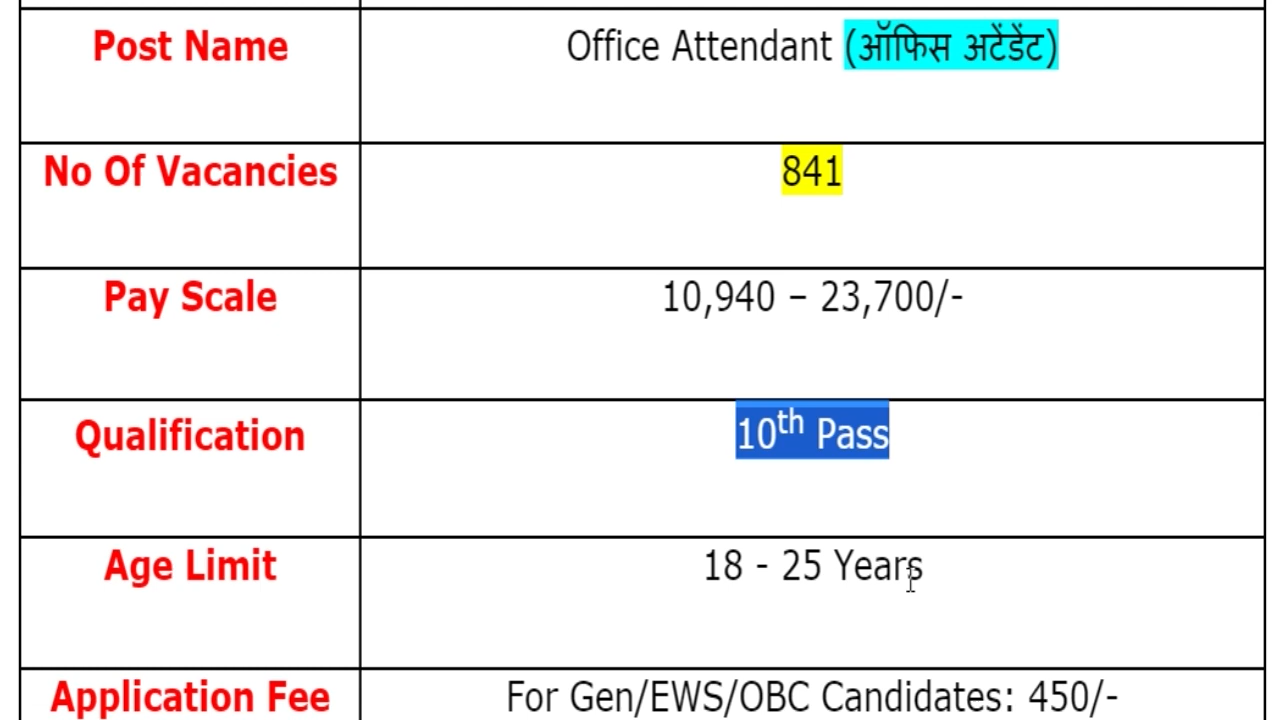 Post Name Office Attendant (ऑफिस अटेंडेंट)
No Of Vacancies 841
Pay Scale 10,940 – 23,700/-
Qualification 10th Pass
Age Limit 18 - 25 Years
Application Fee For Gen/EWS/OBC Candidates: 450/-